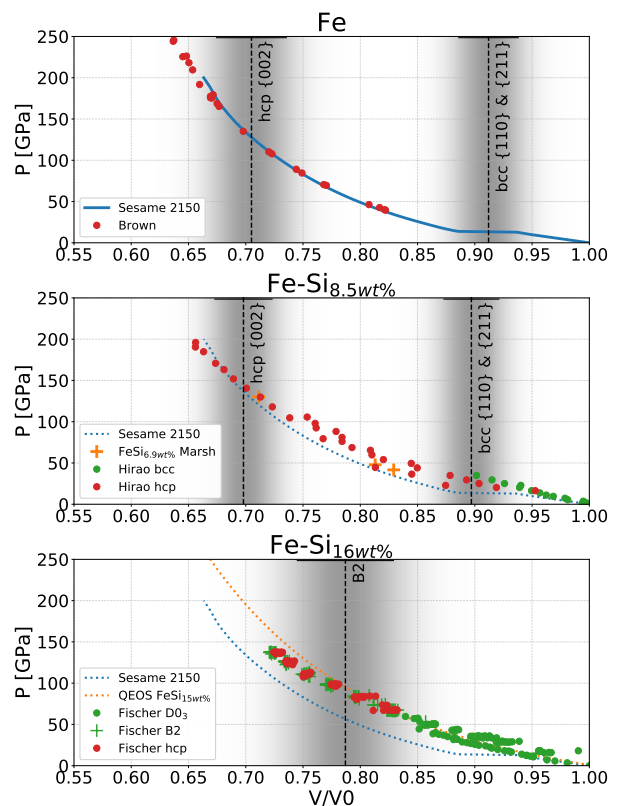 Fe
P [GPa]
250
200
150
100
50
0
hcp {002}
bcc {110} & {211}
Sesame 2150
Brown
0.55 0.60 0.65 0.70 0.75 0.80 0.85 0.90 0.95 1.00
Fe-Si8.5wt%
P [GPa]
250
200
150
100
50
0
hcp {002}
bcc {110} & {211}
Sesame 2150
FeSi6.9wt% Marsh
Hirao bcc
Hirao hcp
0.55 0.60 0.65 0.70 0.75 0.80 0.85 0.90 0.95 1.00
Fe-Si16wt%
P [GPa]
250
200
150
100
50
0
B2
Sesame 2150
QEOS FeSi15wt%
Fischer D03
Fischer B2
Fischer hcp
0.55 0.60 0.65 0.70 0.75 0.80 0.85 0.90 0.95 1.00
V/V0